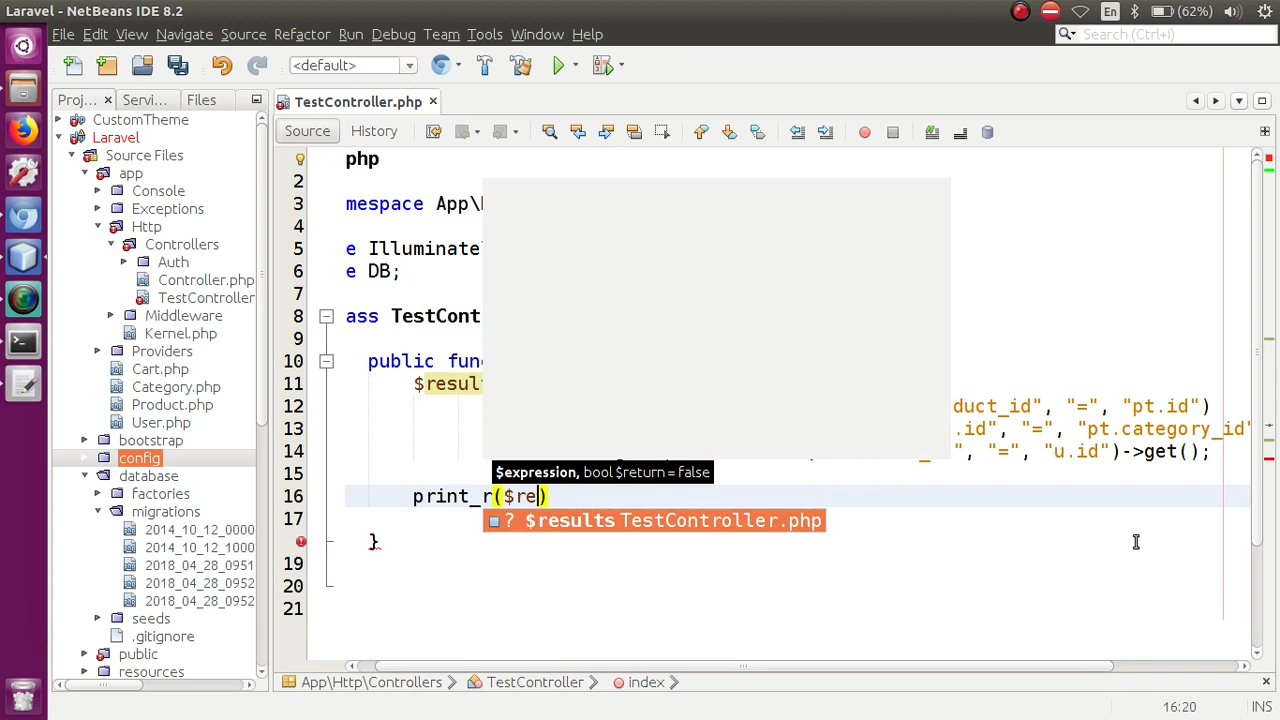 Laravel - NetBeans IDE 8.2
En
(62%)
File Edit View Navigate Source Refactor Run Debug Team Tools Window Help
Search (Ctrl+I)
<default>
Proj... Servi... Files
TestController.php
Source History
CustomTheme
Laravel
Source Files
app
Console
Exceptions
Http
Controllers
Auth
Controller.php
TestController
Middleware
Kernel.php
Providers
Cart.php
Category.php
Product.php
User.php
bootstrap
config
database
factories
migrations
2014_10_12_0000
2014_10_12_1000
2018_04_28_0951
2018_04_28_0952
2018_04_28_0952
seeds
.gitignore
public
resources
php
2
3 mespace App\
4
5 e Illuminate
6 e DB;
7
8 ass TestCont
9
10 public fun
11 $result
12 duct_id", "=", "pt.id")
13 .id", "=", "pt.category_id"
14 ", "=", "u.id")->get();
15
$expression, bool $return = false
16 print_r($re)
17
? $results TestController.php
}
19
20
21
App\Http\Controllers TestController index
16:20 INS